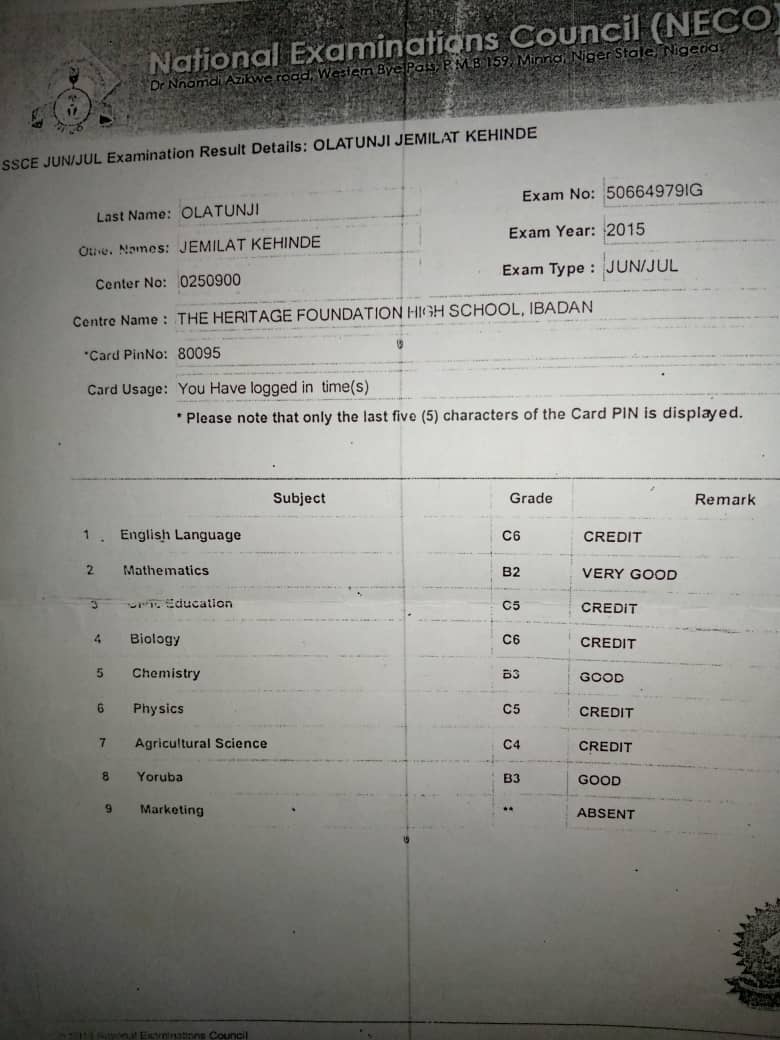 National Examinations Council (NECO)
Dr Nnamdi Azikwe road, Western Bye Pass, P.M.B 159, Minna, Niger State, Nigeria.
SSCE JUN/JUL Examination Result Details: OLATUNJI JEMILAT KEHINDE
Last Name: OLATUNJI Exam No: 50664979IG
Other Names: JEMILAT KEHINDE Exam Year: 2015
Center No: 0250900 Exam Type : JUN/JUL
Centre Name : THE HERITAGE FOUNDATION HIGH SCHOOL, IBADAN
*Card PinNo: 80095
Card Usage: You Have logged in time(s)
* Please note that only the last five (5) characters of the Card PIN is displayed.
Subject Grade Remark
1 . English Language C6 CREDIT
2 Mathematics B2 VERY GOOD
3 Civic Education C5 CREDIT
4 Biology C6 CREDIT
5 Chemistry B3 GOOD
6 Physics C5 CREDIT
7 Agricultural Science C4 CREDIT
8 Yoruba B3 GOOD
9 Marketing ** ABSENT
National Examinations Council